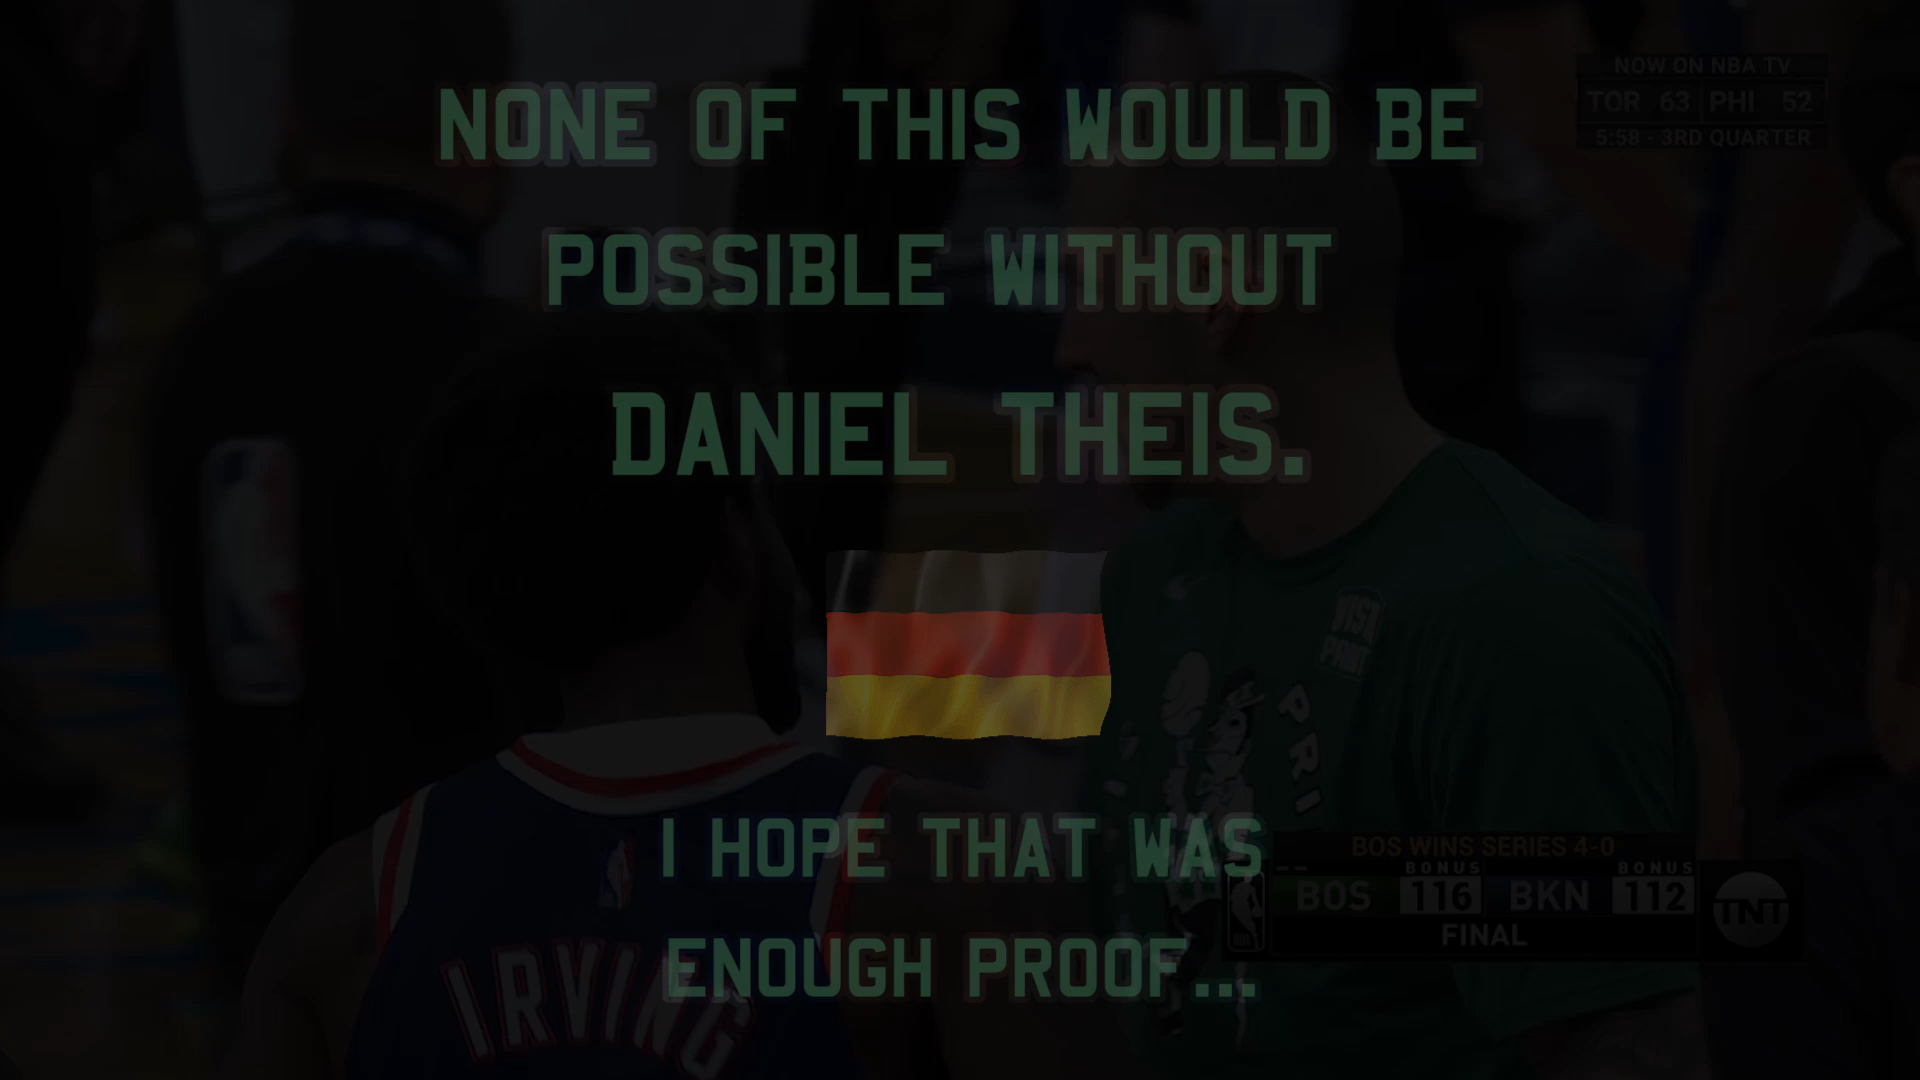 NOW ON NBA TV
TOR 63 PHI 52
5:58 - 3RD QUARTER
NONE OF THIS WOULD BE
POSSIBLE WITHOUT
DANIEL THEIS.
I HOPE THAT WAS
ENOUGH PROOF...
BOS WINS SERIES 4-0
BONUS BONUS
BOS 116 BKN 112
FINAL
TNT
IRVING